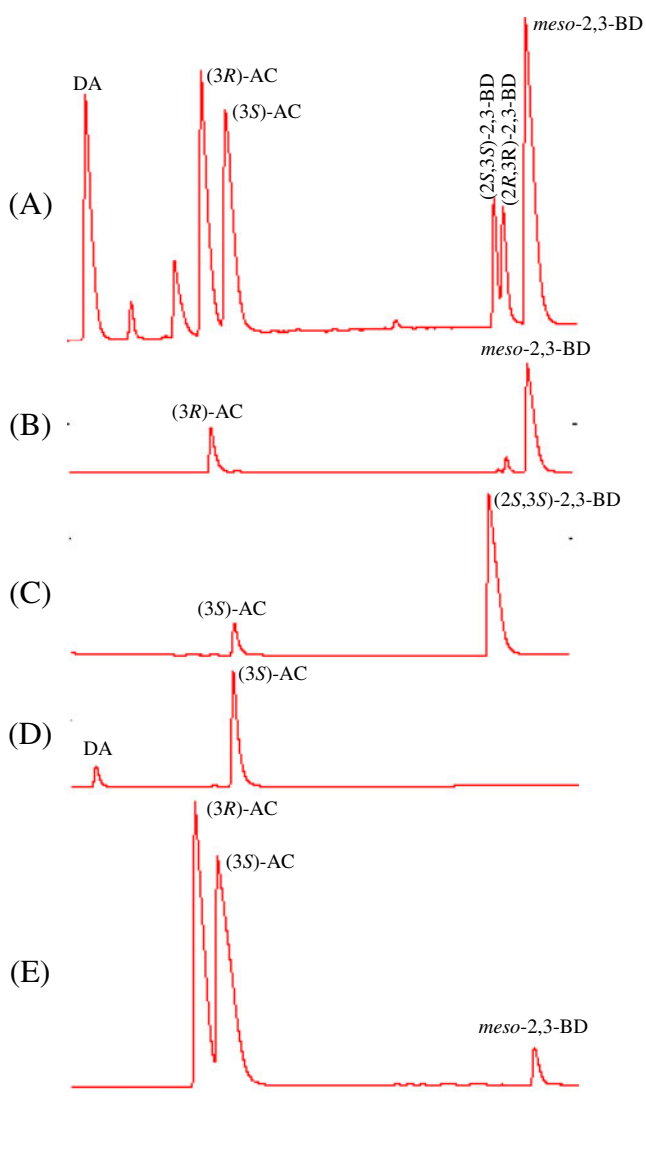 meso-2,3-BD
DA
(3R)-AC
(3S)-AC
(2S,3S)-2,3-BD
(2R,3R)-2,3-BD
(A)
meso-2,3-BD
(3R)-AC
(B)
(2S,3S)-2,3-BD
(C)
(3S)-AC
(3S)-AC
(D)
DA
(3R)-AC
(3S)-AC
(E)
meso-2,3-BD